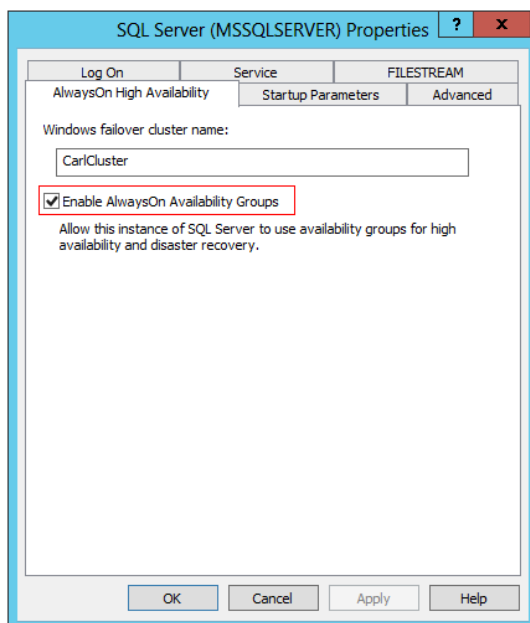 SQL Server (MSSQLSERVER) Properties ? x
Log On Service FILESTREAM
AlwaysOn High Availability Startup Parameters Advanced
Windows failover cluster name:
CarlCluster
Enable AlwaysOn Availability Groups
Allow this instance of SQL Server to use availability groups for high
availability and disaster recovery.
OK Cancel Apply Help